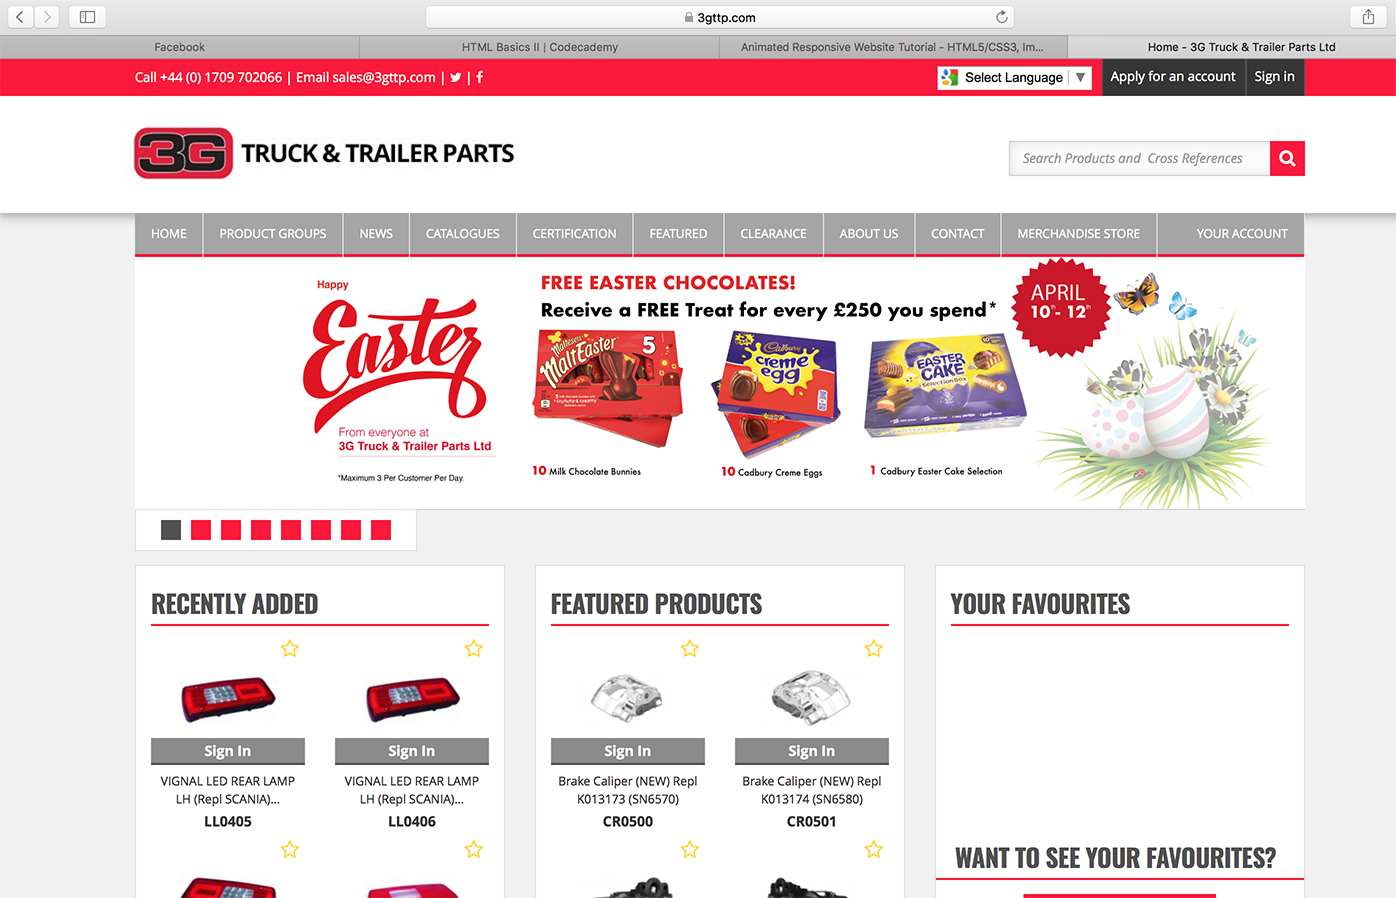 3gttp.com
Facebook
HTML Basics II | Codecademy
Animated Responsive Website Tutorial - HTML5/CSS3, Im...
Home - 3G Truck & Trailer Parts Ltd
Call +44 (0) 1709 702066 | Email sales@3gttp.com | |
Select Language ▼
Apply for an account
Sign in
3G TRUCK & TRAILER PARTS
Search Products and Cross References
HOME
PRODUCT GROUPS
NEWS
CATALOGUES
CERTIFICATION
FEATURED
CLEARANCE
ABOUT US
CONTACT
MERCHANDISE STORE
YOUR ACCOUNT
Happy
Easter
From everyone at
3G Truck & Trailer Parts Ltd
*Maximum 3 Per Customer Per Day.
FREE EASTER CHOCOLATES!
Receive a FREE Treat for every £250 you spend*
APRIL
10th- 12th
Maltesers
MaltEaster
5
Cadbury
creme
egg
EASTER
CAKE
Selection Box
10 Milk Chocolate Bunnies
10 Cadbury Creme Eggs
1 Cadbury Easter Cake Selection
RECENTLY ADDED
Sign In
Sign In
VIGNAL LED REAR LAMP
LH (Repl SCANIA)...
LL0405
VIGNAL LED REAR LAMP
LH (Repl SCANIA)...
LL0406
FEATURED PRODUCTS
Sign In
Sign In
Brake Caliper (NEW) Repl
K013173 (SN6570)
CR0500
Brake Caliper (NEW) Repl
K013174 (SN6580)
CR0501
YOUR FAVOURITES
WANT TO SEE YOUR FAVOURITES?